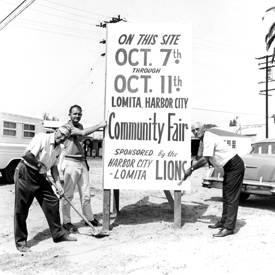 ON THIS SITE
OCT. 7th
THROUGH
OCT. 11th
LOMITA, HARBOR CITY
Community Fair
SPONSORED by the
HARBOR CITY
- LOMITA LIONS